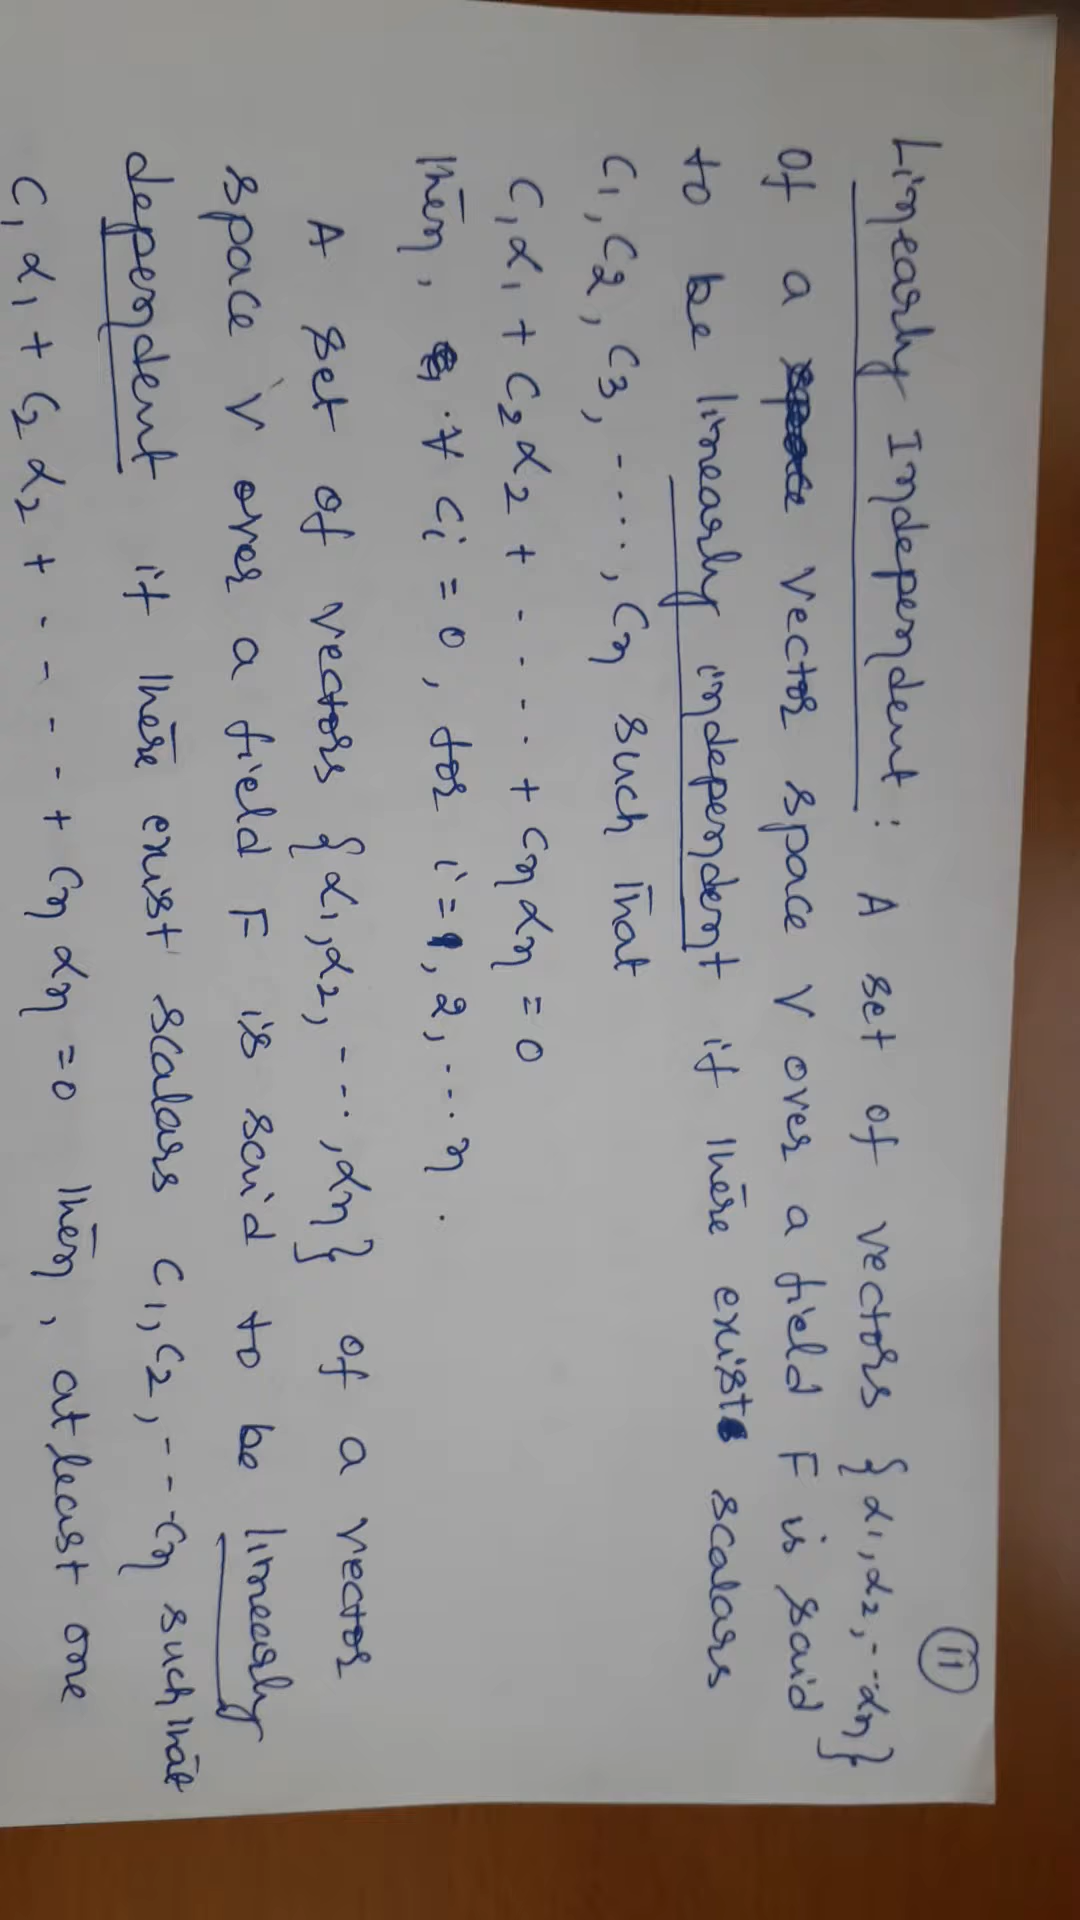 11
Linearly Independent : A set of vectors {α1, α2, --αn}
of a vector space V over a field F is said
to be linearly independent if there exist scalars
C1, C2, C3, - ..., Cn such that
C1α1 + C2α2 + - - - - + Cnαn = 0
then, ∀ Ci = 0, for i = 1, 2, - - - n.
A set of vectors {α1, α2, - - -, αn} of a vector
space V over a field F is said to be linearly
dependent if there exist scalars C1, C2, - - - Cn such that
C1α1 + C2α2 + - - - - + Cnαn = 0 then, at least one